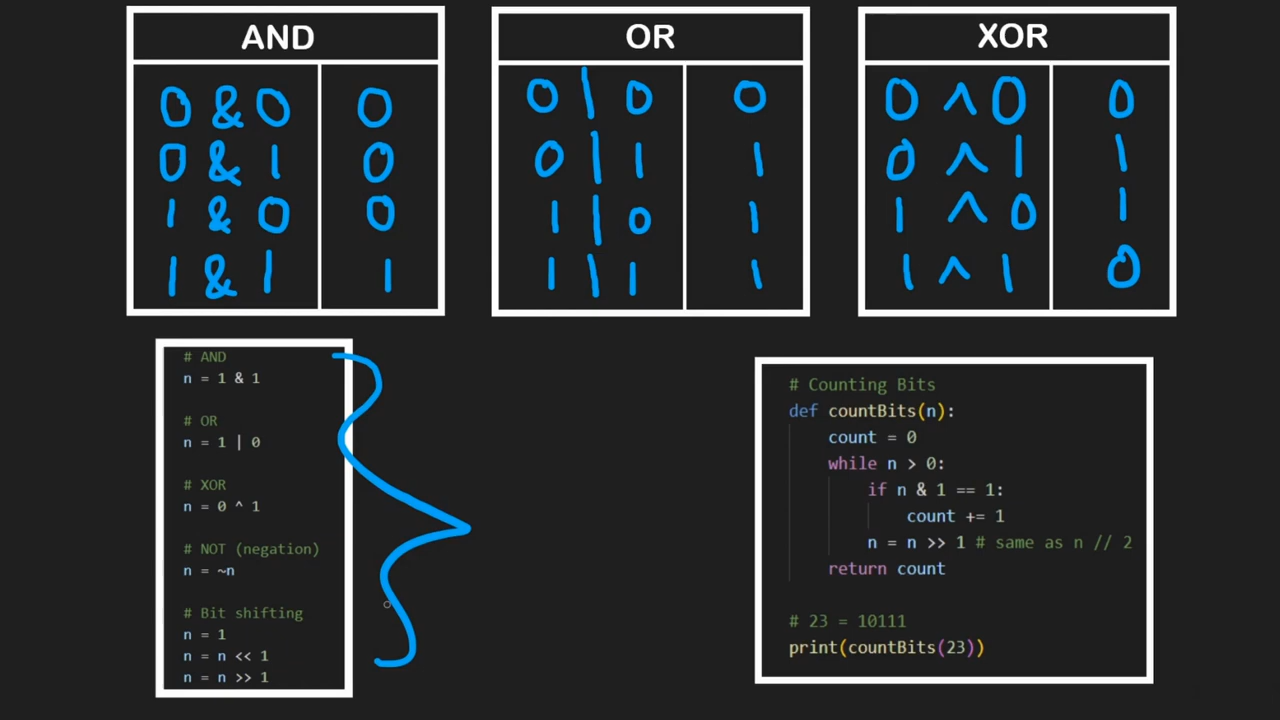 AND
0 & 0 0
0 & 1 0
1 & 0 0
1 & 1 1
OR
0 | 0 0
0 | 1 1
1 | 0 1
1 | 1 1
XOR
0 ^ 0 0
0 ^ 1 1
1 ^ 0 1
1 ^ 1 0
# AND
n = 1 & 1
# OR
n = 1 | 0
# XOR
n = 0 ^ 1
# NOT (negation)
n = ~n
# Bit shifting
n = 1
n = n << 1
n = n >> 1
# Counting Bits
def countBits(n):
count = 0
while n > 0:
if n & 1 == 1:
count += 1
n = n >> 1 # same as n // 2
return count
# 23 = 10111
print(countBits(23))